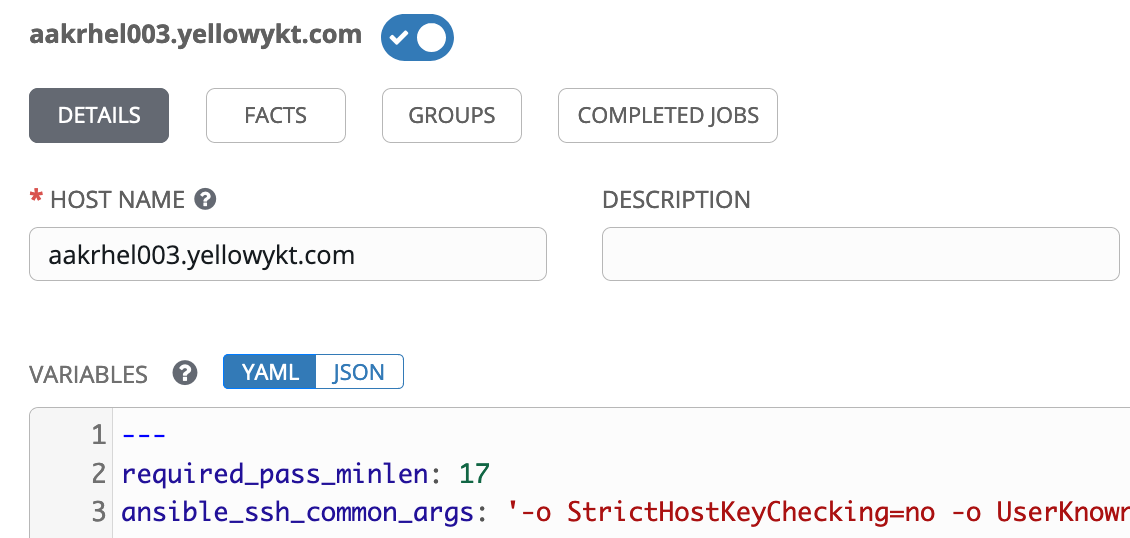 aakrhel003.yellowykt.com
DETAILS FACTS GROUPS COMPLETED JOBS
* HOST NAME ? DESCRIPTION
aakrhel003.yellowykt.com
VARIABLES ? YAML JSON
1 ---
2 required_pass_minlen: 17
3 ansible_ssh_common_args: '-o StrictHostKeyChecking=no -o